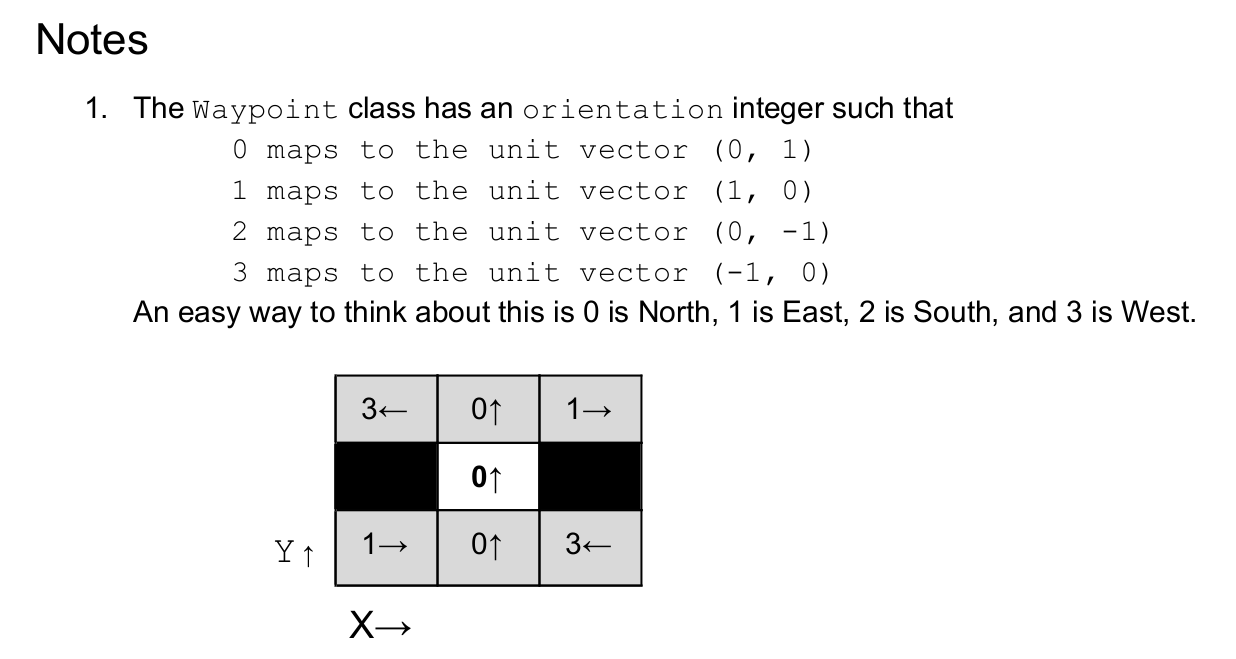 Notes
1. The Waypoint class has an orientation integer such that
0 maps to the unit vector (0, 1)
1 maps to the unit vector (1, 0)
2 maps to the unit vector (0, -1)
3 maps to the unit vector (-1, 0)
An easy way to think about this is 0 is North, 1 is East, 2 is South, and 3 is West.
3← 0↑ 1→
0↑
Y↑ 1→ 0↑ 3←
X→